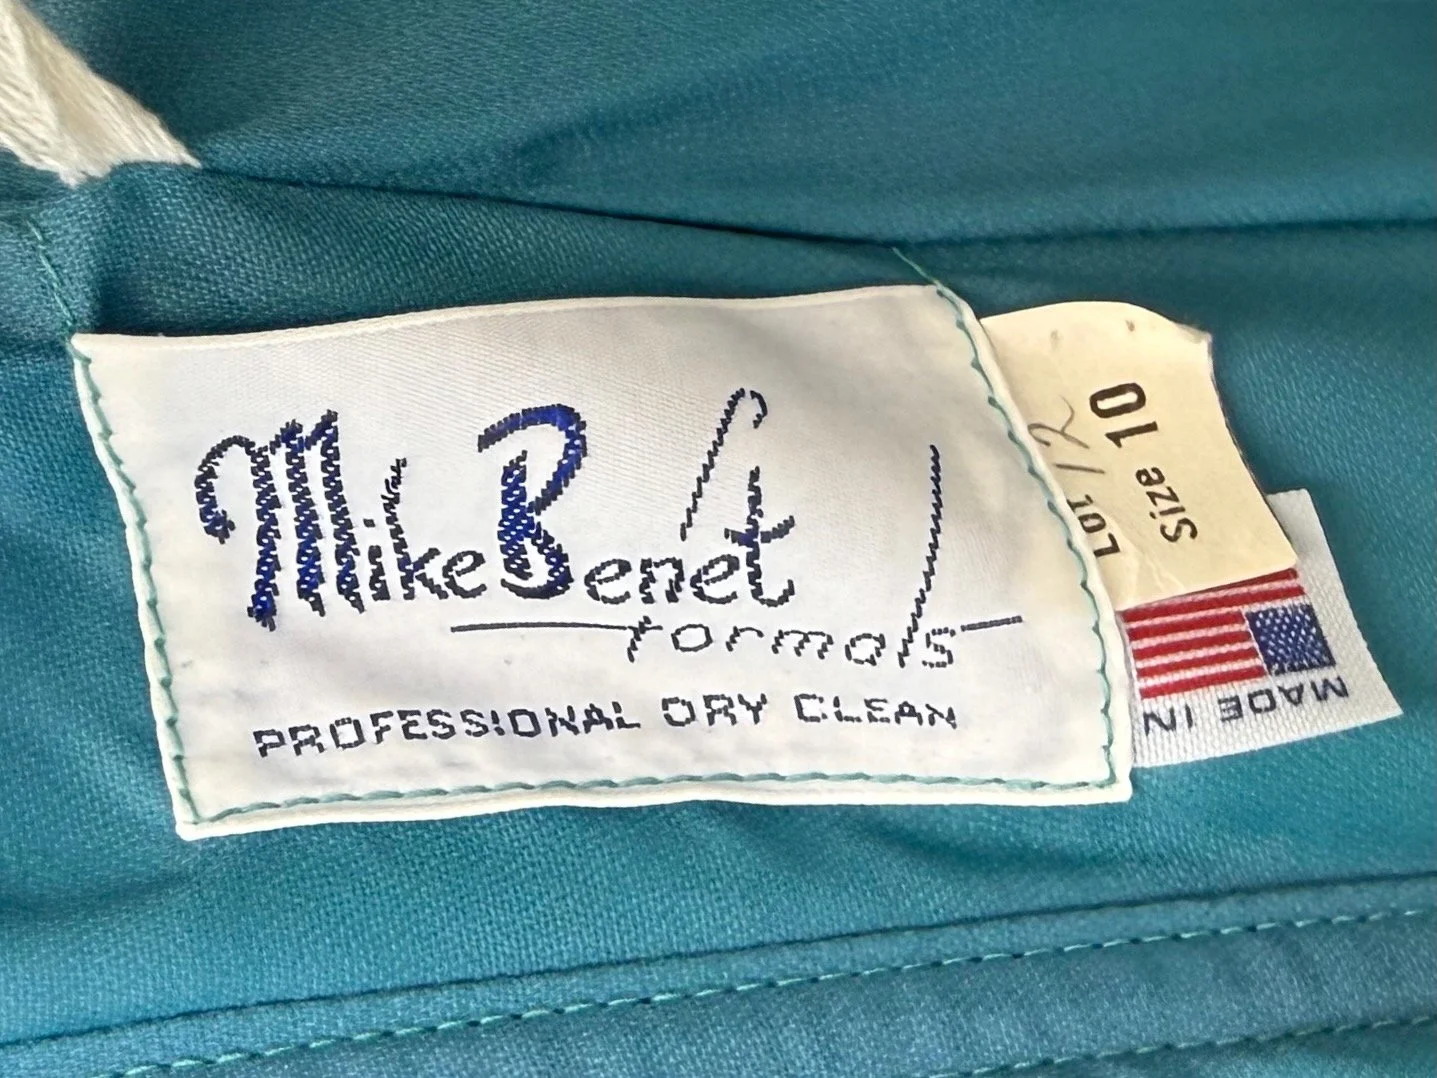 Mike Benet
formals
PROFESSIONAL DRY CLEAN
Lot 12
Size 10
MADE IN